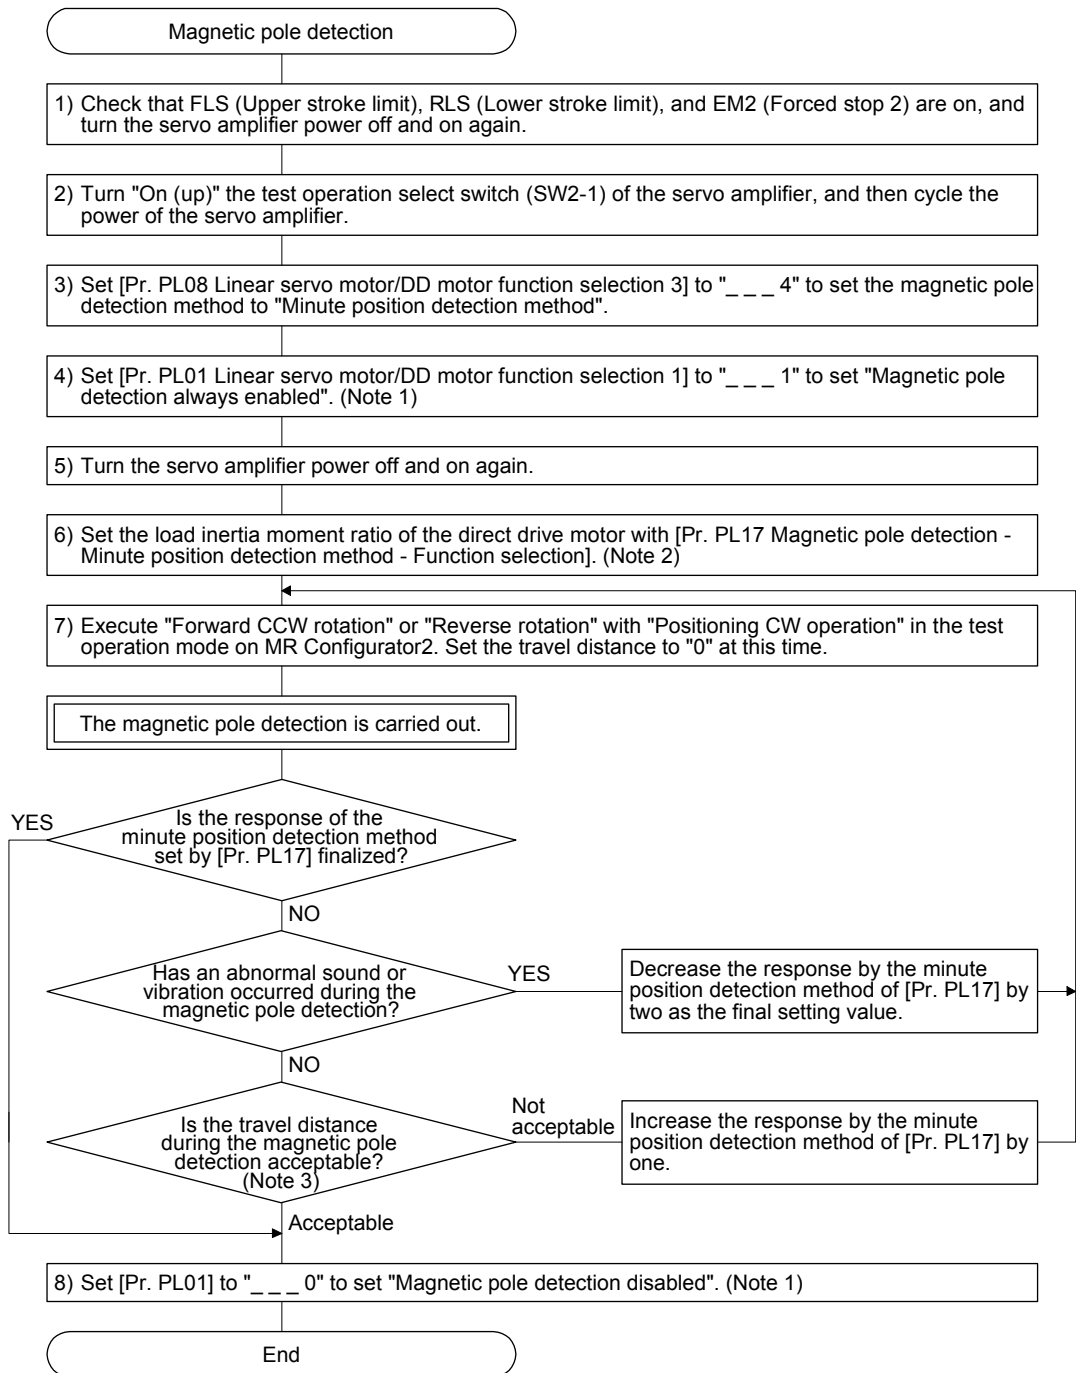 Magnetic pole detection
1) Check that FLS (Upper stroke limit), RLS (Lower stroke limit), and EM2 (Forced stop 2) are on, and
turn the servo amplifier power off and on again.
2) Turn "On (up)" the test operation select switch (SW2-1) of the servo amplifier, and then cycle the
power of the servo amplifier.
3) Set [Pr. PL08 Linear servo motor/DD motor function selection 3] to "_ _ _ 4" to set the magnetic pole
detection method to "Minute position detection method".
4) Set [Pr. PL01 Linear servo motor/DD motor function selection 1] to "_ _ _ 1" to set "Magnetic pole
detection always enabled". (Note 1)
5) Turn the servo amplifier power off and on again.
6) Set the load inertia moment ratio of the direct drive motor with [Pr. PL17 Magnetic pole detection -
Minute position detection method - Function selection]. (Note 2)
7) Execute "Forward CCW rotation" or "Reverse rotation" with "Positioning CW operation" in the test
operation mode on MR Configurator2. Set the travel distance to "0" at this time.
The magnetic pole detection is carried out.
Is the response of the
minute position detection method
set by [Pr. PL17] finalized?
YES
NO
Has an abnormal sound or
vibration occurred during the
magnetic pole detection?
YES
Decrease the response by the minute
position detection method of [Pr. PL17] by
two as the final setting value.
NO
Is the travel distance
during the magnetic pole
detection acceptable?
(Note 3)
Not
acceptable
Increase the response by the minute
position detection method of [Pr. PL17] by
one.
Acceptable
8) Set [Pr. PL01] to "_ _ _ 0" to set "Magnetic pole detection disabled". (Note 1)
End